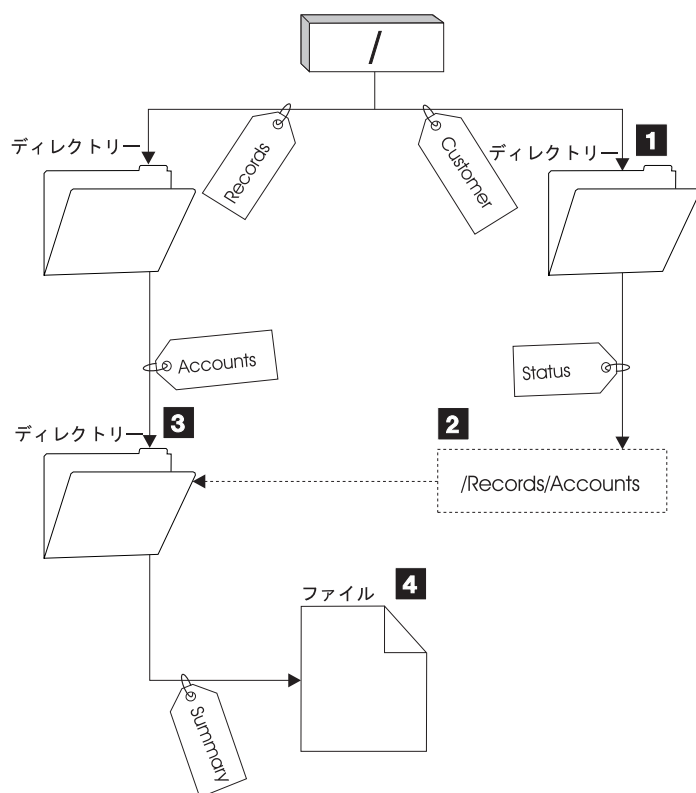 /
ディレクトリー
Records
Customer
ディレクトリー
1
Accounts
Status
ディレクトリー
3
2
/Records/Accounts
ファイル
4
Summary